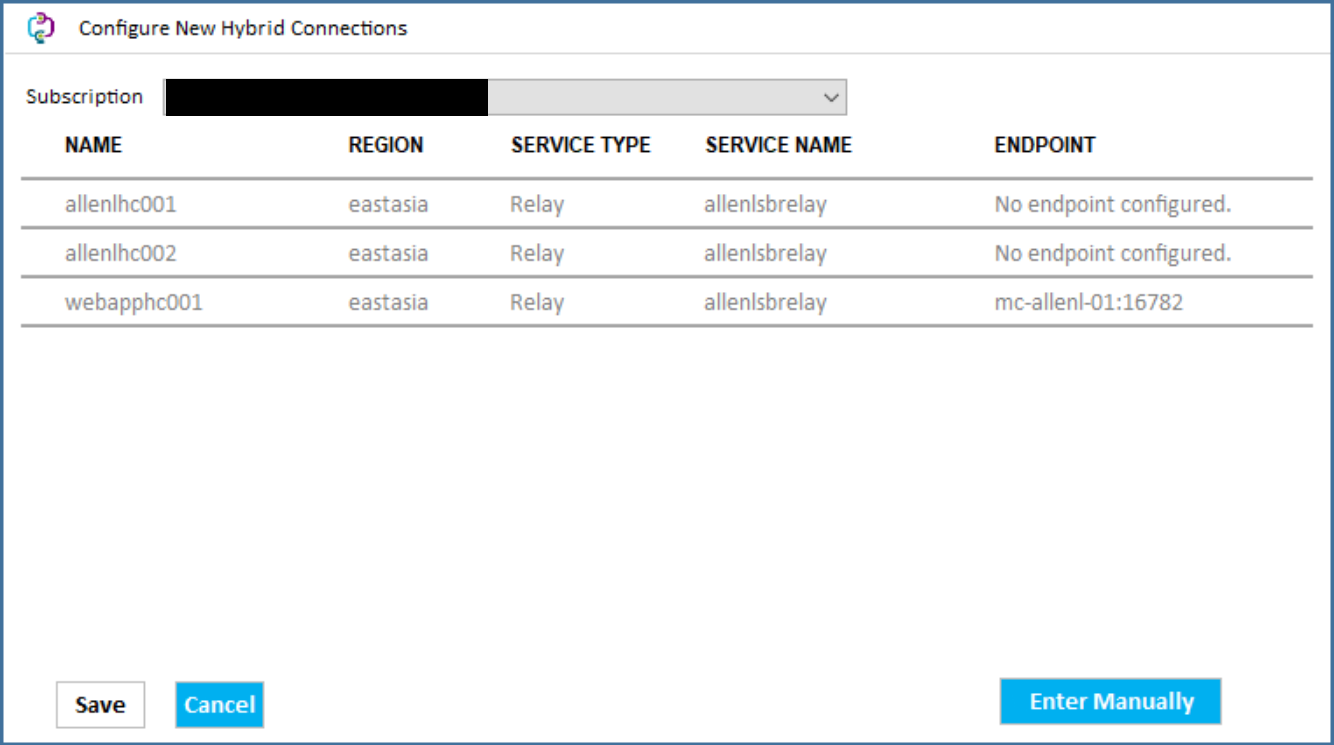 Configure New Hybrid Connections
Subscription
NAME REGION SERVICE TYPE SERVICE NAME ENDPOINT
allenlhc001 eastasia Relay allenlsbrelay No endpoint configured.
allenlhc002 eastasia Relay allenlsbrelay No endpoint configured.
webapphc001 eastasia Relay allenlsbrelay mc-allenl-01:16782
Save Cancel Enter Manually